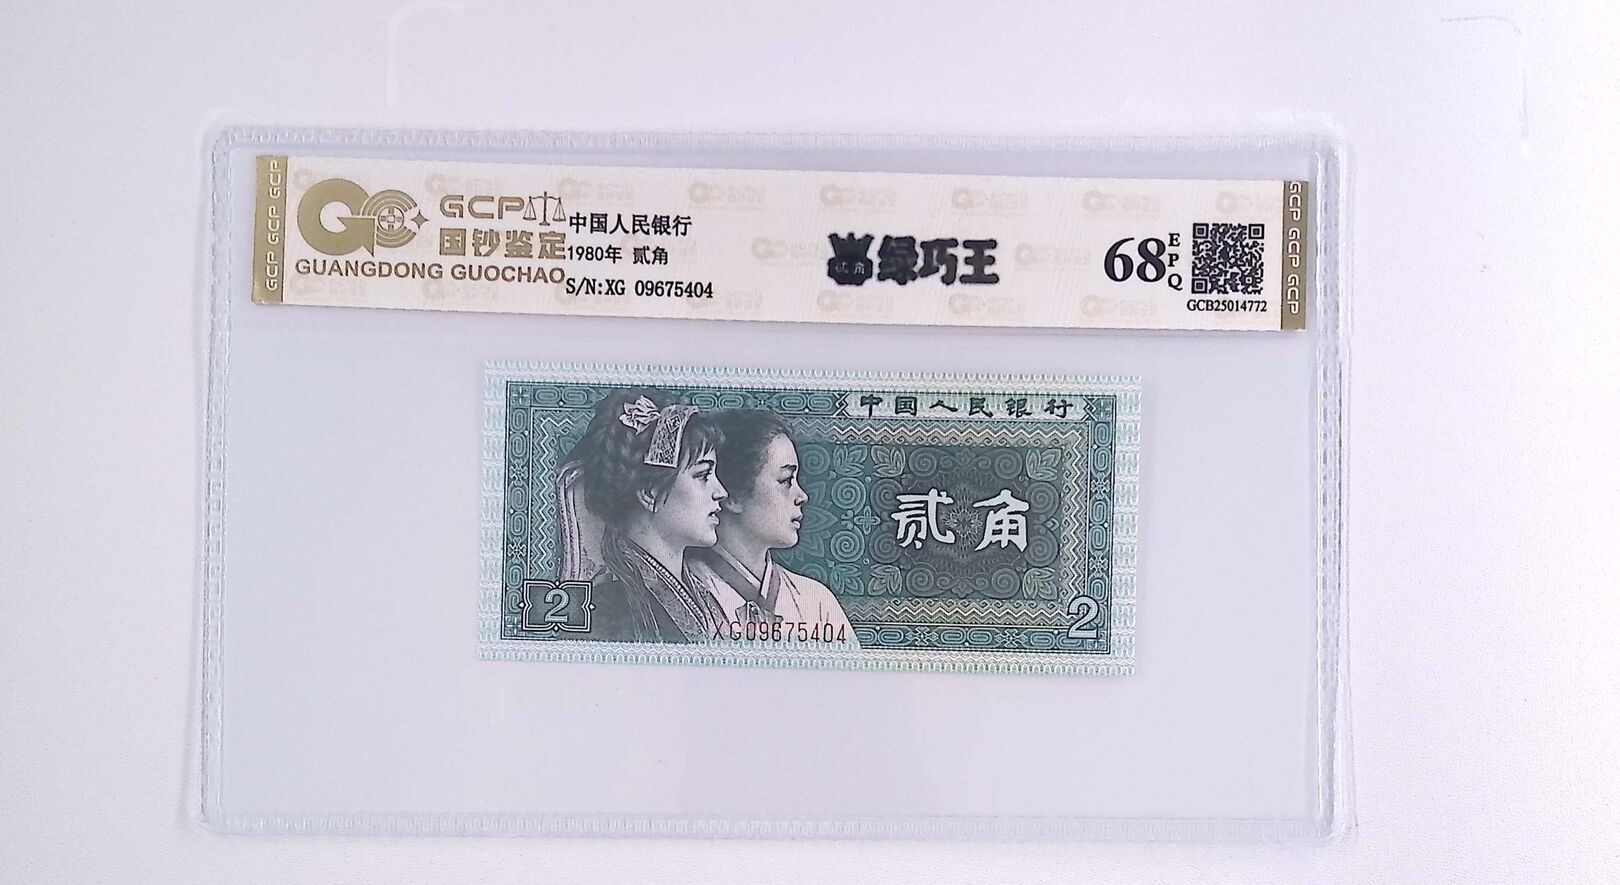 GCP GCP GCP
GCP
国钞鉴定
GUANGDONG GUOCHAO
中国人民银行
1980年 贰角
S/N:XG 09675404
贰角
绿巧王
68
EPQ
GCB25014772
GCP GCP GCP
中国人民银行
贰角
2
XG09675404
2